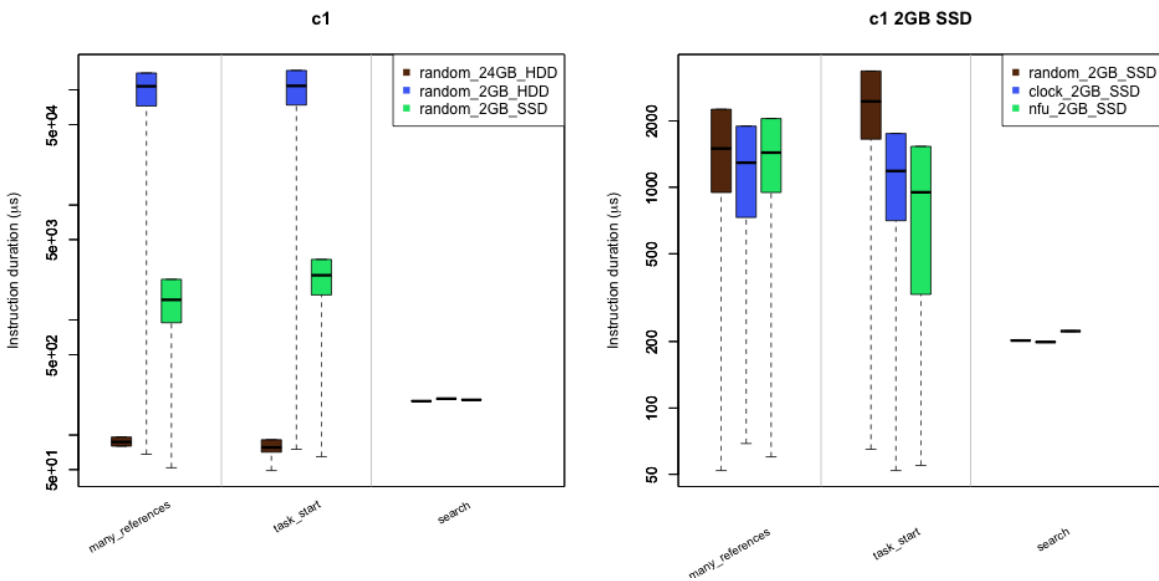 c1
random_24GB_HDD
random_2GB_HDD
random_2GB_SSD
Instruction duration (μs)
5e+04
5e+03
5e+02
5e+01
many_references
task_start
search
c1 2GB SSD
random_2GB_SSD
clock_2GB_SSD
nfu_2GB_SSD
Instruction duration (μs)
2000
1000
500
200
100
50
many_references
task_start
search